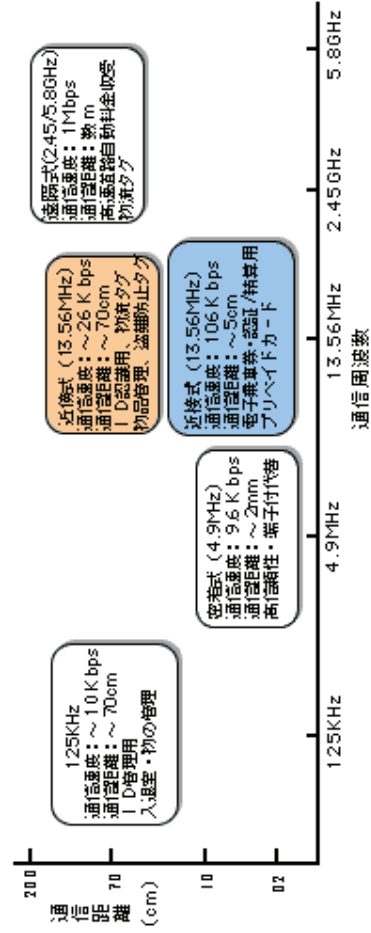 通信距離
(cm)
200
70
10
02
125KHz
通信速度：～10Kbps
通信距離：～70cm
ID管理用
入退室・物の管理
密着式（4.9MHz）
通信速度：9.6Kbps
通信距離：～2mm
高信頼性・端子付代替
近傍式（13.56MHz）
通信速度：～26Kbps
通信距離：～70cm
ID認識用、物流タグ
物品管理、盗難防止タグ
近接式（13.56MHz）
通信速度：106Kbps
通信距離：～5cm
電子乗車券・認証/精算用
プリペイドカード
遠隔式(2.45/5.8GHz)
通信速度：1Mbps
通信距離：数m
高速道路自動料金収受
物流タグ
125KHz
4.9MHz
13.56MHz
2.45GHz
5.8GHz
通信周波数